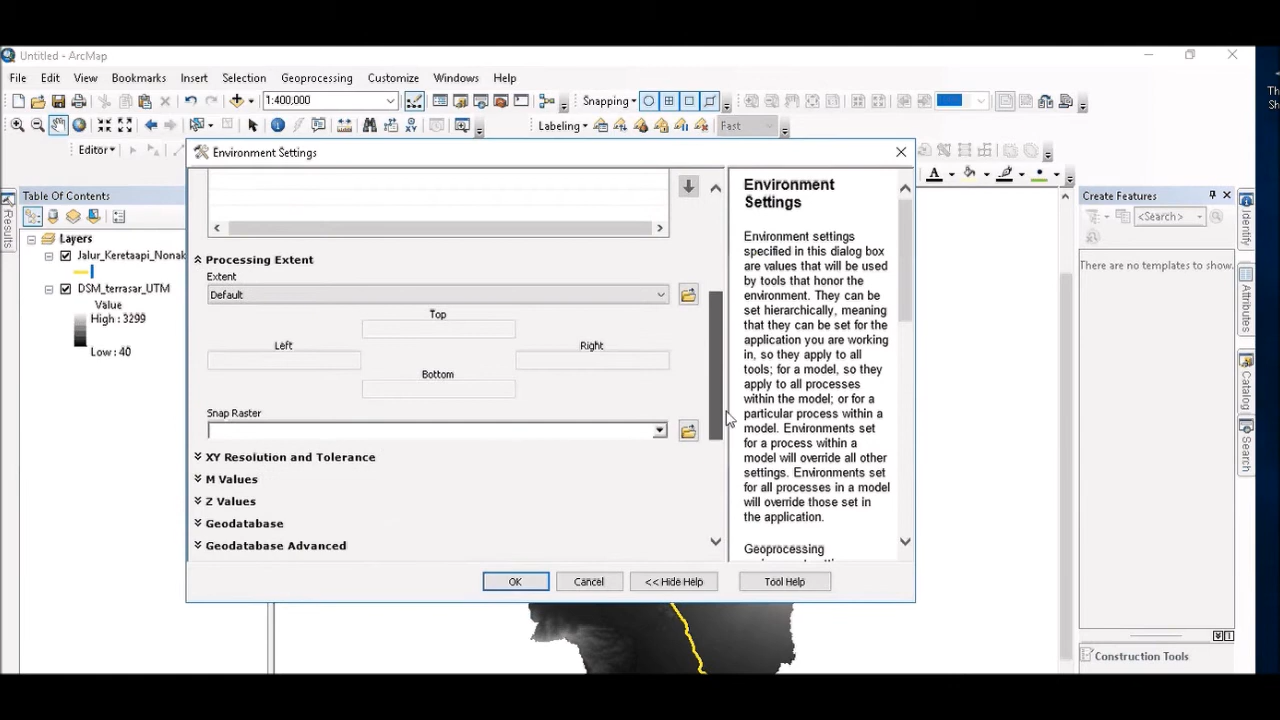 Untitled - ArcMap
File Edit View Bookmarks Insert Selection Geoprocessing Customize Windows Help
1:400,000
Snapping
Labeling
Fast
Editor
Th
Sh
Environment Settings
Table Of Contents
Layers
Jalur_Keretaapi_Nonak
DSM_terrasar_UTM
Value
High : 3299
Low : 40
Results
Processing Extent
Extent
Default
Top
Left
Right
Bottom
Snap Raster
XY Resolution and Tolerance
M Values
Z Values
Geodatabase
Geodatabase Advanced
OK
Cancel
<< Hide Help
Tool Help
Environment
Settings
Environment settings
specified in this dialog box
are values that will be used
by tools that honor the
environment. They can be
set hierarchically, meaning
that they can be set for the
application you are working
in, so they apply to all
tools; for a model, so they
apply to all processes
within the model; or for a
particular process within a
model. Environments set
for a process within a
model will override all other
settings. Environments set
for all processes in a model
will override those set in
the application.
Geoprocessing
Create Features
<Search>
There are no templates to show.
Construction Tools
Identify
Attributes
Catalog
Search